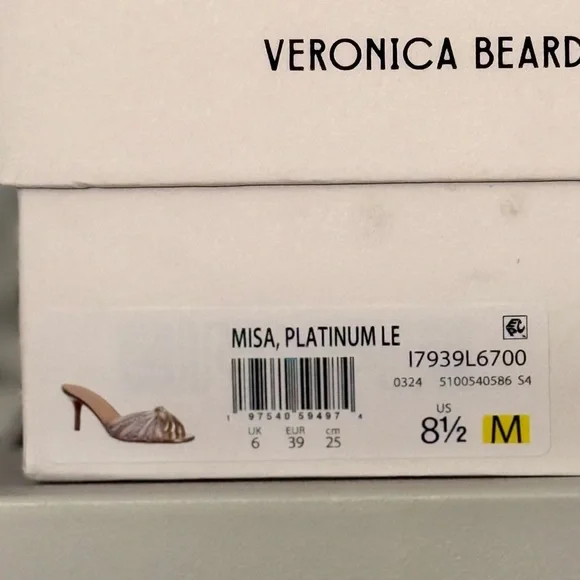 VERONICA BEARD
MISA, PLATINUM LE
I7939L6700
0324 5100540586 S4
1 97540 59497 4
UK EUR cm
6 39 25
US
8½ M